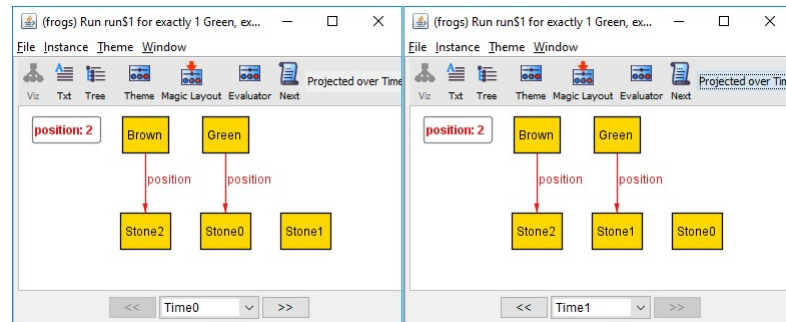 (frogs) Run run$1 for exactly 1 Green, ex...
File Instance Theme Window
Viz Txt Tree Theme Magic Layout Evaluator Next Projected over Time
position: 2
Brown Green
position position
Stone2 Stone0 Stone1
<< Time0 >>
(frogs) Run run$1 for exactly 1 Green, ex...
File Instance Theme Window
Viz Txt Tree Theme Magic Layout Evaluator Next Projected over Tim
position: 2
Brown Green
position position
Stone2 Stone1 Stone0
<< Time1 >>